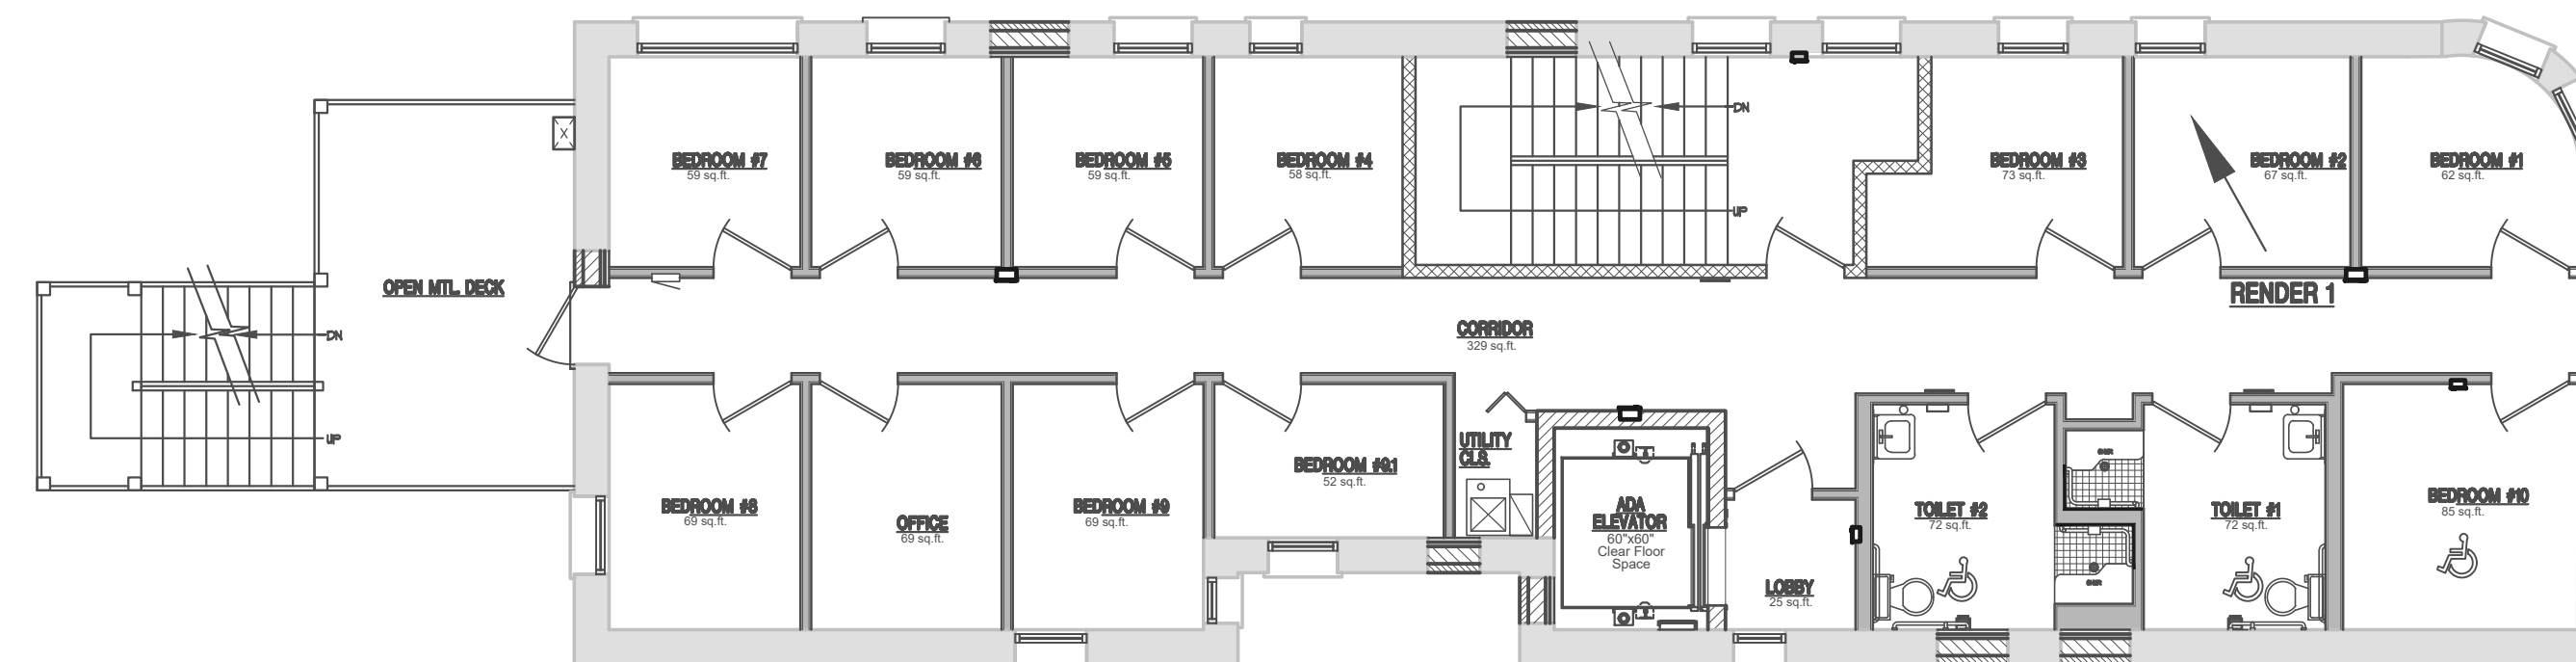 BEDROOM #7
59 sq.ft.
BEDROOM #6
59 sq.ft.
BEDROOM #5
59 sq.ft.
BEDROOM #4
58 sq.ft.
DN
UP
BEDROOM #3
73 sq.ft.
BEDROOM #2
67 sq.ft.
BEDROOM #1
62 sq.ft.
X
OPEN MTL. DECK
RENDER 1
DN
UP
CORRIDOR
329 sq.ft.
BEDROOM #8
69 sq.ft.
OFFICE
69 sq.ft.
BEDROOM #9
69 sq.ft.
BEDROOM #9.1
52 sq.ft.
UTILITY
CLS.
ADA
ELEVATOR
60"x60"
Clear Floor
Space
LOBBY
25 sq.ft.
TOILET #2
72 sq.ft.
TOILET #1
72 sq.ft.
BEDROOM #10
85 sq.ft.